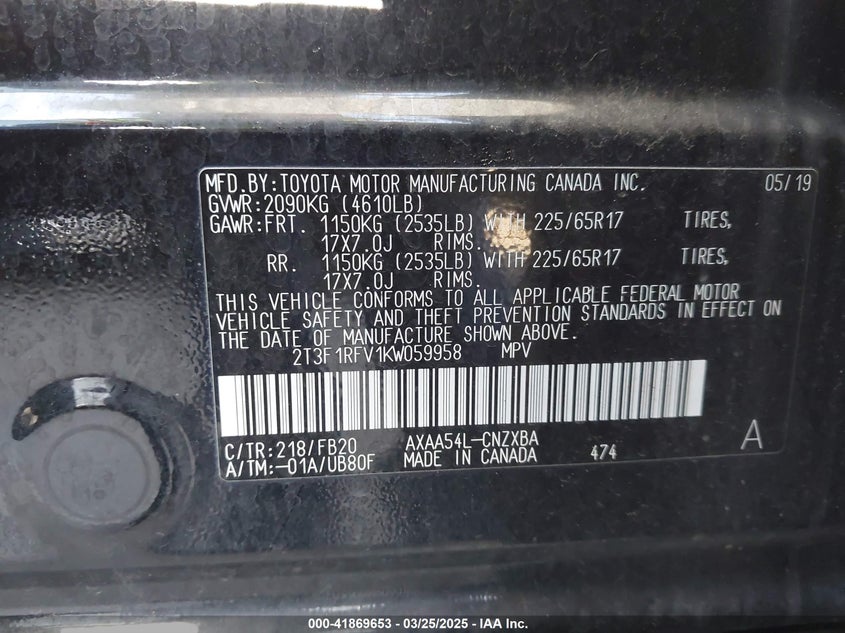 MFD.BY:TOYOTA MOTOR MANUFACTURING CANADA INC. 05/19
GVWR:2090KG (4610LB)
GAWR:FRT. 1150KG (2535LB) WITH 225/65R17 TIRES,
17X7.0J RIMS.
RR. 1150KG (2535LB) WITH 225/65R17 TIRES,
17X7.0J RIMS.
THIS VEHICLE CONFORMS TO ALL APPLICABLE FEDERAL MOTOR
VEHICLE SAFETY AND THEFT PREVENTION STANDARDS IN EFFECT ON
THE DATE OF MANUFACTURE SHOWN ABOVE.
2T3F1RFV1KW059958 MPV
C/TR:218/FB20 AXAA54L-CNZXBA
A/TM:-01A/UB80F MADE IN CANADA 474 A
000-41869653 - 03/25/2025 - IAA Inc.